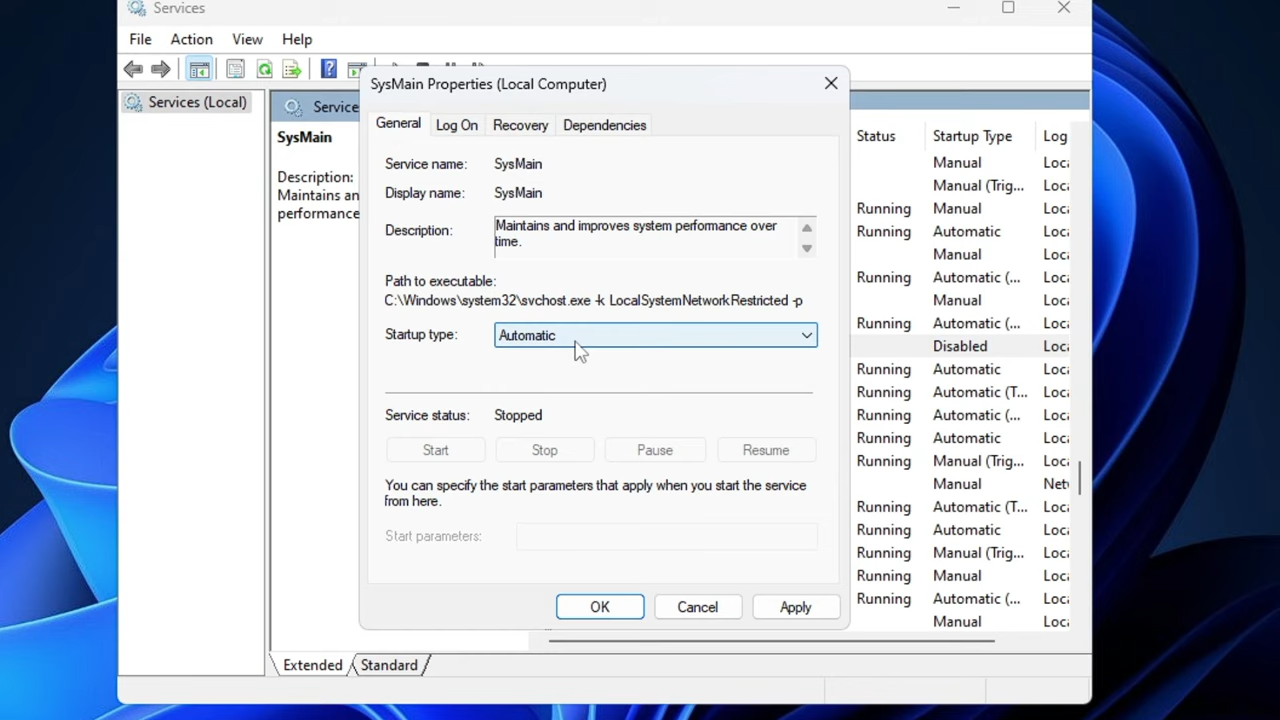 Services
File Action View Help
Services (Local)
Service
SysMain
Description:
Maintains an
performance
SysMain Properties (Local Computer)
General Log On Recovery Dependencies
Service name: SysMain
Display name: SysMain
Description: Maintains and improves system performance over
time.
Path to executable:
C:\Windows\system32\svchost.exe -k LocalSystemNetworkRestricted -p
Startup type: Automatic
Service status: Stopped
Start Stop Pause Resume
You can specify the start parameters that apply when you start the service
from here.
Start parameters:
OK Cancel Apply
Status Startup Type Log
Manual Loca
Manual (Trig... Loca
Running Manual Loca
Running Automatic Loca
Manual Loca
Running Automatic (... Loca
Manual Loca
Running Automatic (... Loca
Disabled Loca
Running Automatic Loca
Running Automatic (T... Loca
Running Automatic (... Loca
Running Automatic Loca
Running Manual (Trig... Loca
Manual Netv
Running Automatic (T... Loca
Running Automatic Loca
Running Manual (Trig... Loca
Running Manual Loca
Running Automatic (... Loca
Manual Loca
Extended Standard